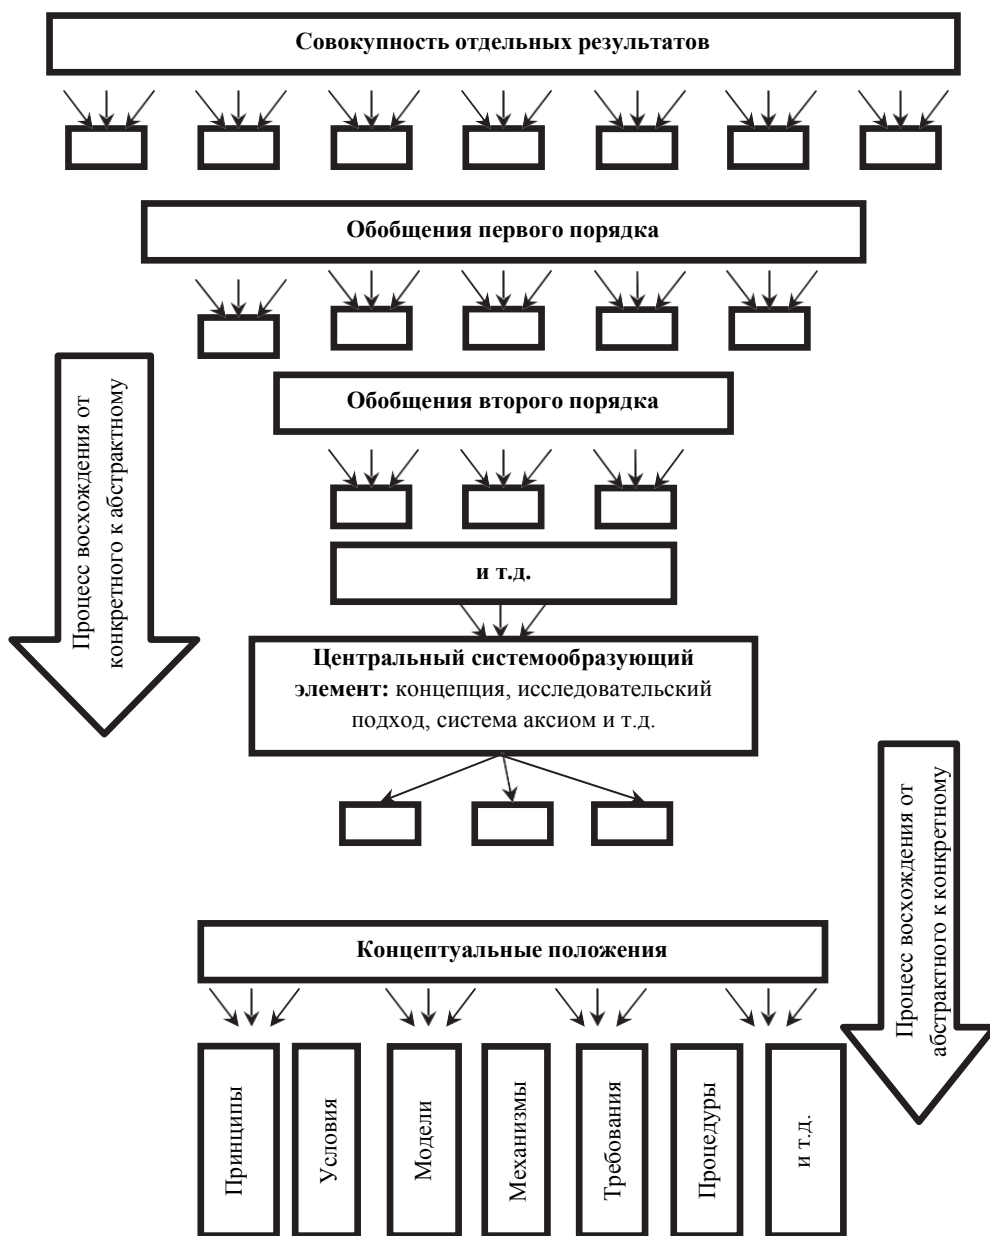 Совокупность отдельных результатов
Обобщения первого порядка
Обобщения второго порядка
Процесс восхождения от
конкретного к абстрактному
и т.д.
Центральный системообразующий
элемент: концепция, исследовательский
подход, система аксиом и т.д.
Процесс восхождения от
абстрактного к конкретному
Концептуальные положения
Принципы
Условия
Модели
Механизмы
Требования
Процедуры
и т.д.